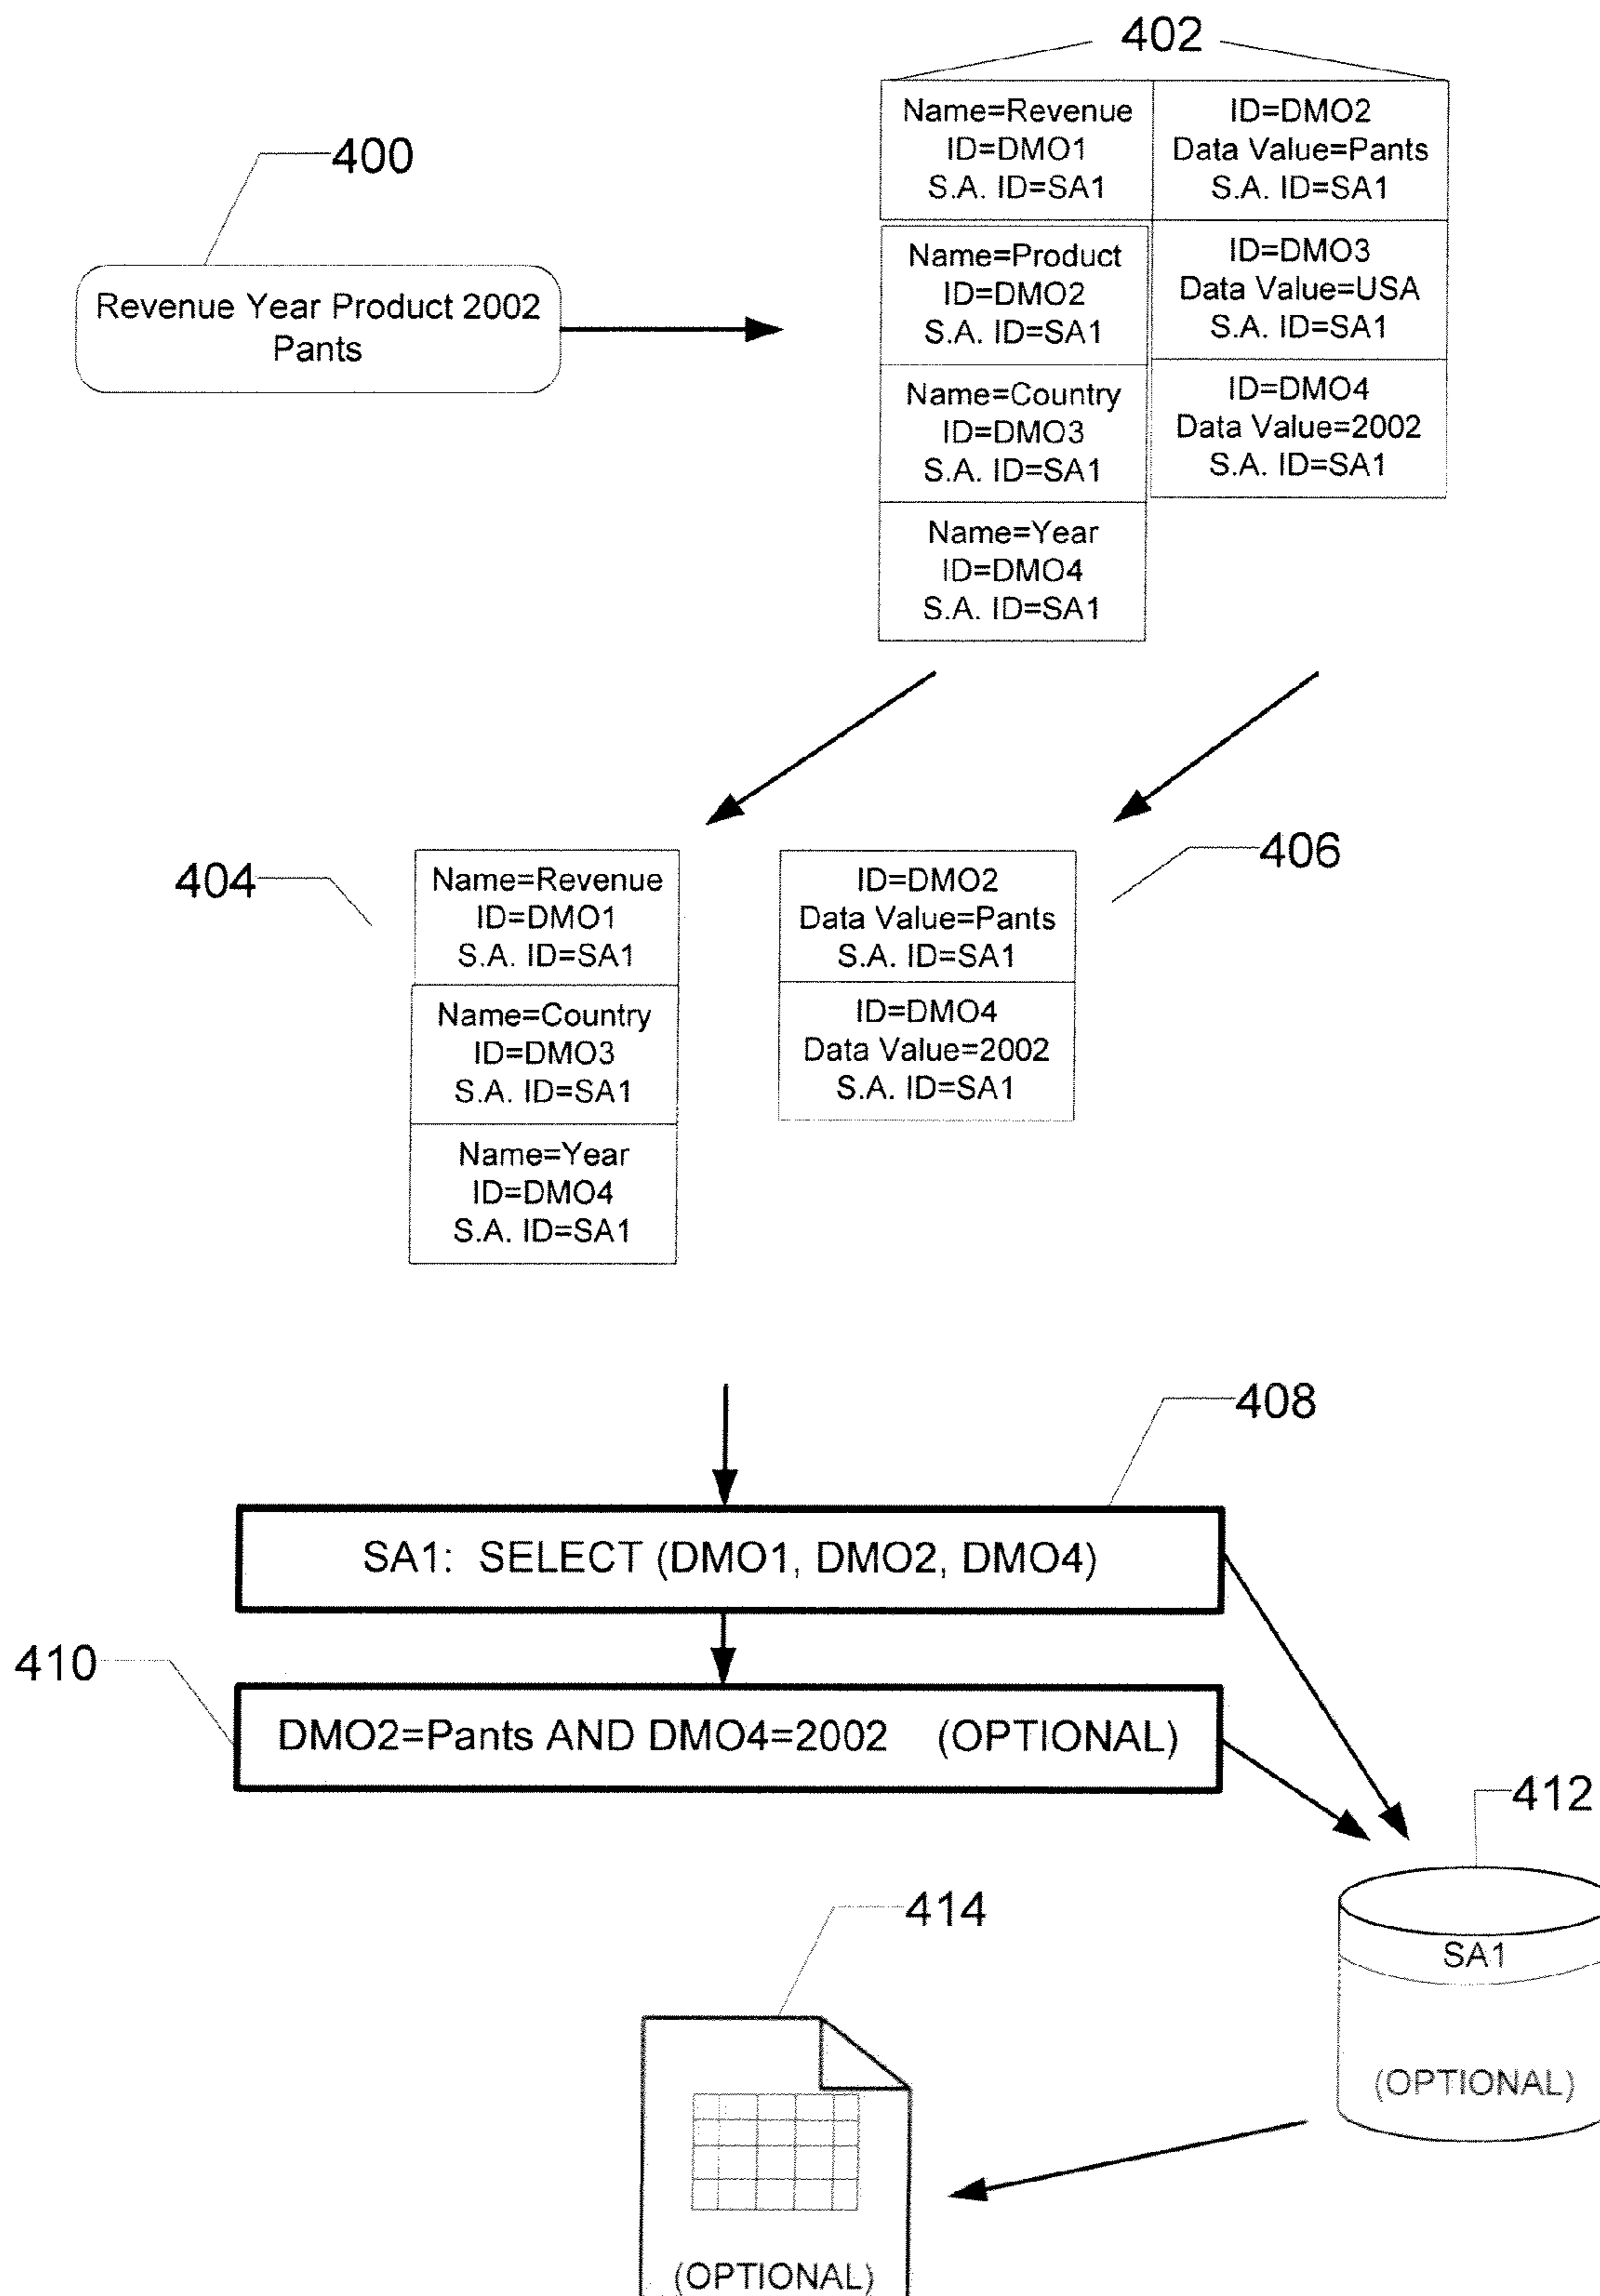 402
Name=Revenue
ID=DMO1
S.A. ID=SA1
ID=DMO2
Data Value=Pants
S.A. ID=SA1
400
Revenue Year Product 2002
Pants
Name=Product
ID=DMO2
S.A. ID=SA1
ID=DMO3
Data Value=USA
S.A. ID=SA1
Name=Country
ID=DMO3
S.A. ID=SA1
ID=DMO4
Data Value=2002
S.A. ID=SA1
Name=Year
ID=DMO4
S.A. ID=SA1
404
Name=Revenue
ID=DMO1
S.A. ID=SA1
Name=Country
ID=DMO3
S.A. ID=SA1
Name=Year
ID=DMO4
S.A. ID=SA1
406
ID=DMO2
Data Value=Pants
S.A. ID=SA1
ID=DMO4
Data Value=2002
S.A. ID=SA1
408
SA1: SELECT (DMO1, DMO2, DMO4)
410
DMO2=Pants AND DMO4=2002 (OPTIONAL)
412
SA1
(OPTIONAL)
414
(OPTIONAL)